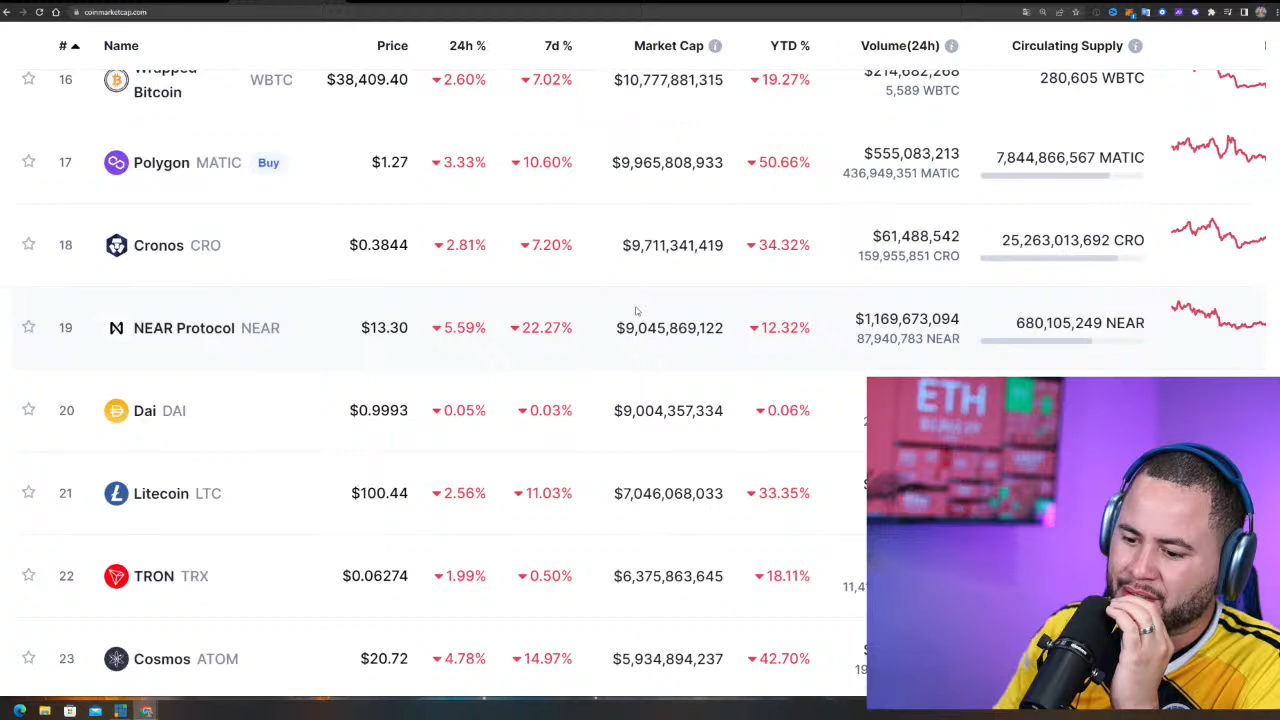 coinmarketcap.com
# Name Price 24h % 7d % Market Cap YTD % Volume(24h) Circulating Supply
16 Wrapped Bitcoin WBTC $38,409.40 2.60% 7.02% $10,777,881,315 19.27% $214,682,268 280,605 WBTC
5,589 WBTC
17 Polygon MATIC Buy $1.27 3.33% 10.60% $9,965,808,933 50.66% $555,083,213 7,844,866,567 MATIC
436,949,351 MATIC
18 Cronos CRO $0.3844 2.81% 7.20% $9,711,341,419 34.32% $61,488,542 25,263,013,692 CRO
159,955,851 CRO
19 NEAR Protocol NEAR $13.30 5.59% 22.27% $9,045,869,122 12.32% $1,169,673,094 680,105,249 NEAR
87,940,783 NEAR
20 Dai DAI $0.9993 0.05% 0.03% $9,004,357,334 0.06%
21 Litecoin LTC $100.44 2.56% 11.03% $7,046,068,033 33.35%
22 TRON TRX $0.06274 1.99% 0.50% $6,375,863,645 18.11%
11,4
23 Cosmos ATOM $20.72 4.78% 14.97% $5,934,894,237 42.70%
19
ETH